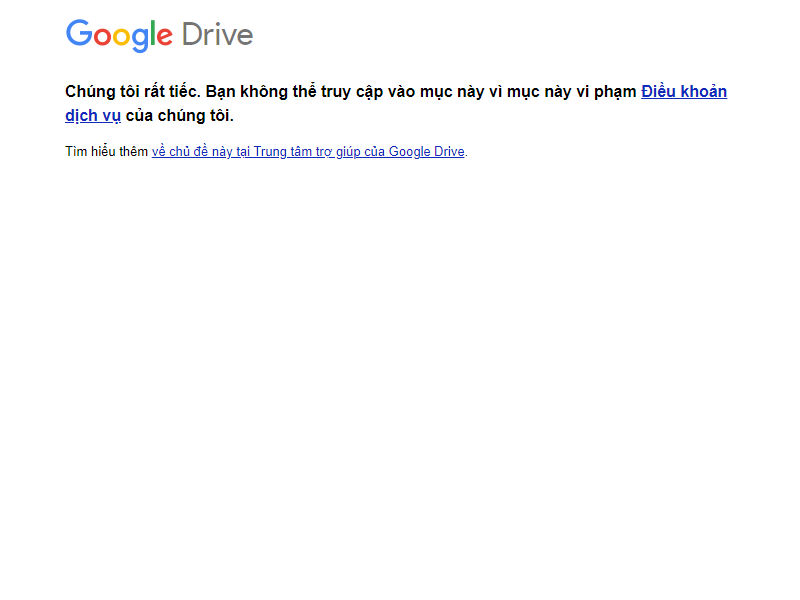 Google Drive
Chúng tôi rất tiếc. Bạn không thể truy cập vào mục này vì mục này vi phạm Điều khoản
dịch vụ của chúng tôi.
Tìm hiểu thêm về chủ đề này tại Trung tâm trợ giúp của Google Drive.